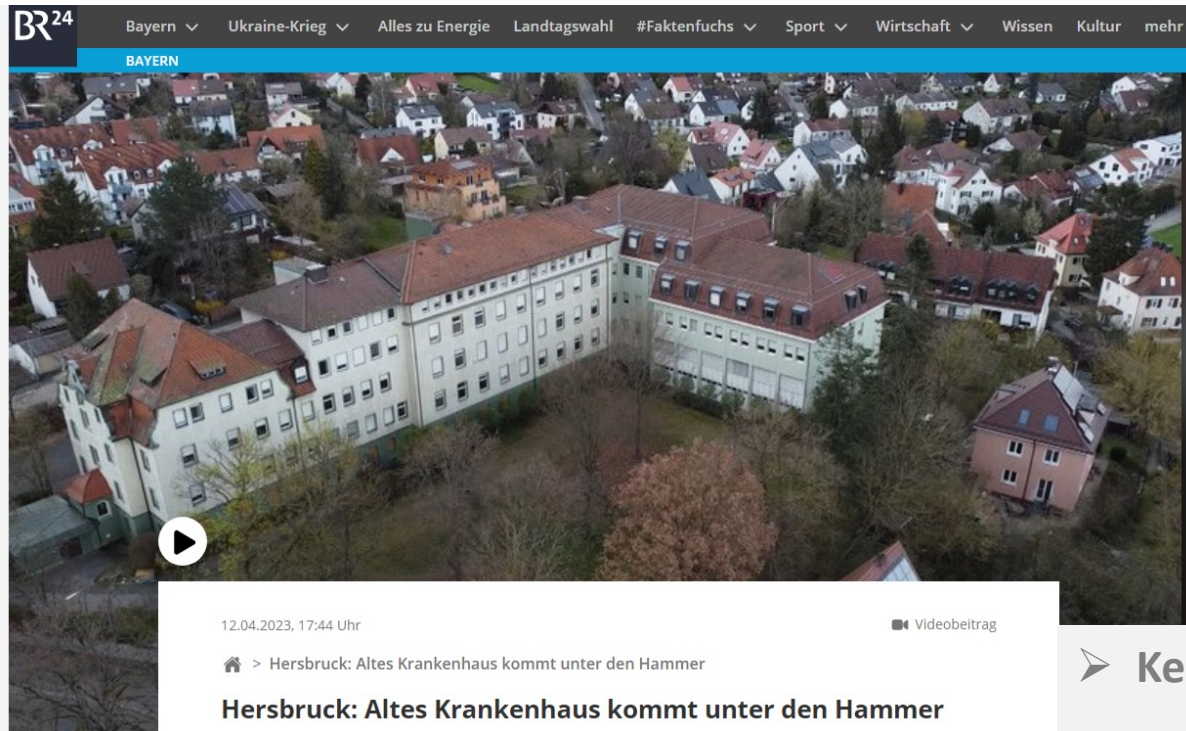 BR24
Bayern Ukraine-Krieg Alles zu Energie Landtagswahl #Faktenfuchs Sport Wirtschaft Wissen Kultur mehr
BAYERN
12.04.2023, 17:44 Uhr
Videobeitrag
> Hersbruck: Altes Krankenhaus kommt unter den Hammer
Hersbruck: Altes Krankenhaus kommt unter den Hammer
➢ Ke